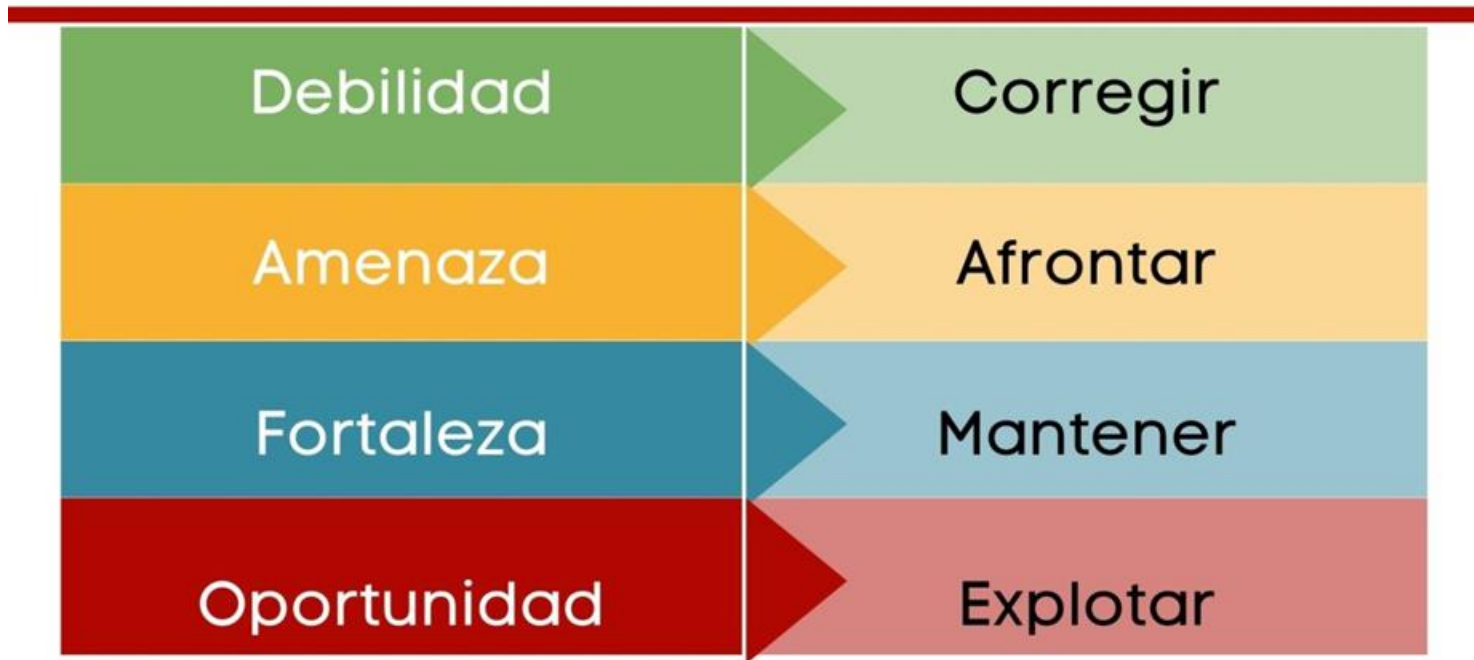 Debilidad Corregir
Amenaza Afrontar
Fortaleza Mantener
Oportunidad Explotar